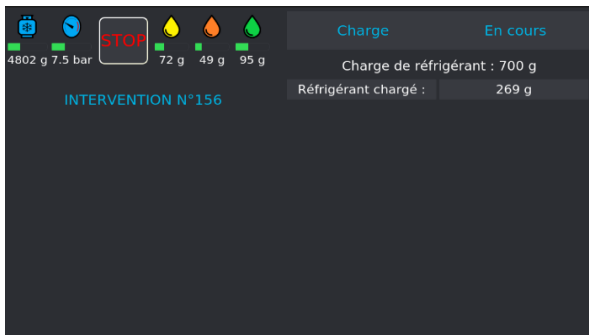 STOP
4802 g 7.5 bar 72 g 49 g 95 g
INTERVENTION N°156
Charge En cours
Charge de réfrigérant : 700 g
Réfrigérant chargé : 269 g